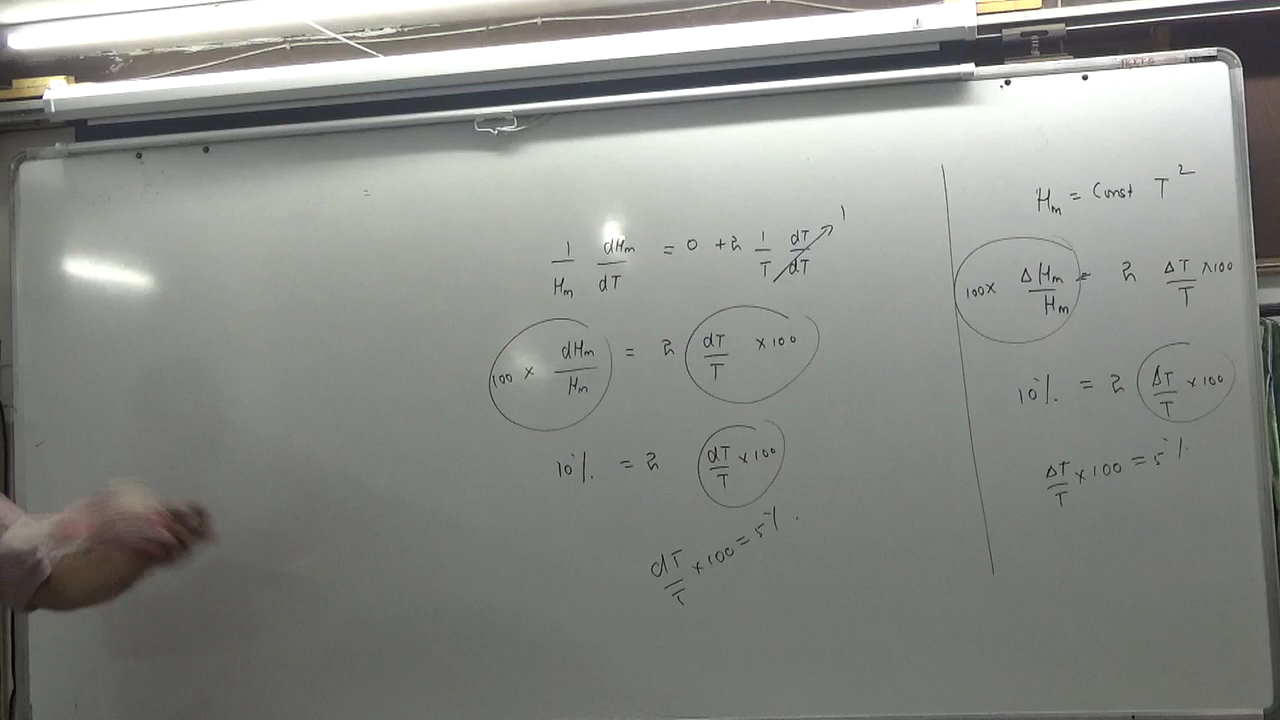 =
1/Hm dHm/dT = 0 + 2 1/T dT/dT 1
100 × dHm/Hm = 2 dT/T × 100
10% = 2 dT/T × 100
dT/T × 100 = 5%.
Hm = Const T²
100× ΔHm/Hm = 2 ΔT/T ×100
10% = 2 ΔT/T × 100
ΔT/T × 100 = 5%